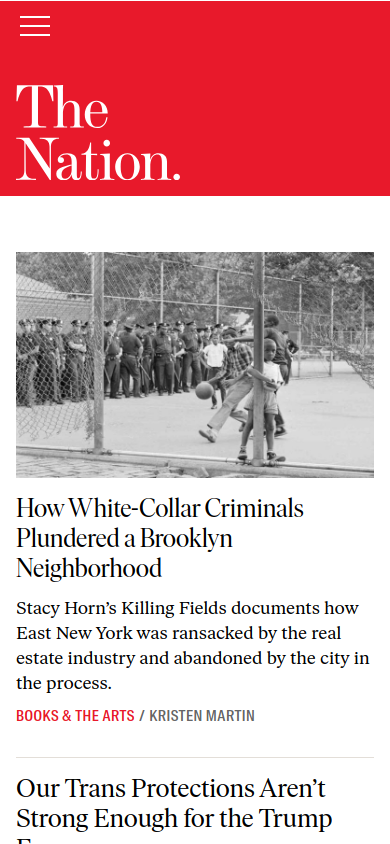 The
Nation.
How White-Collar Criminals
Plundered a Brooklyn
Neighborhood
Stacy Horn’s Killing Fields documents how
East New York was ransacked by the real
estate industry and abandoned by the city in
the process.
BOOKS & THE ARTS / KRISTEN MARTIN
Our Trans Protections Aren’t
Strong Enough for the Trump